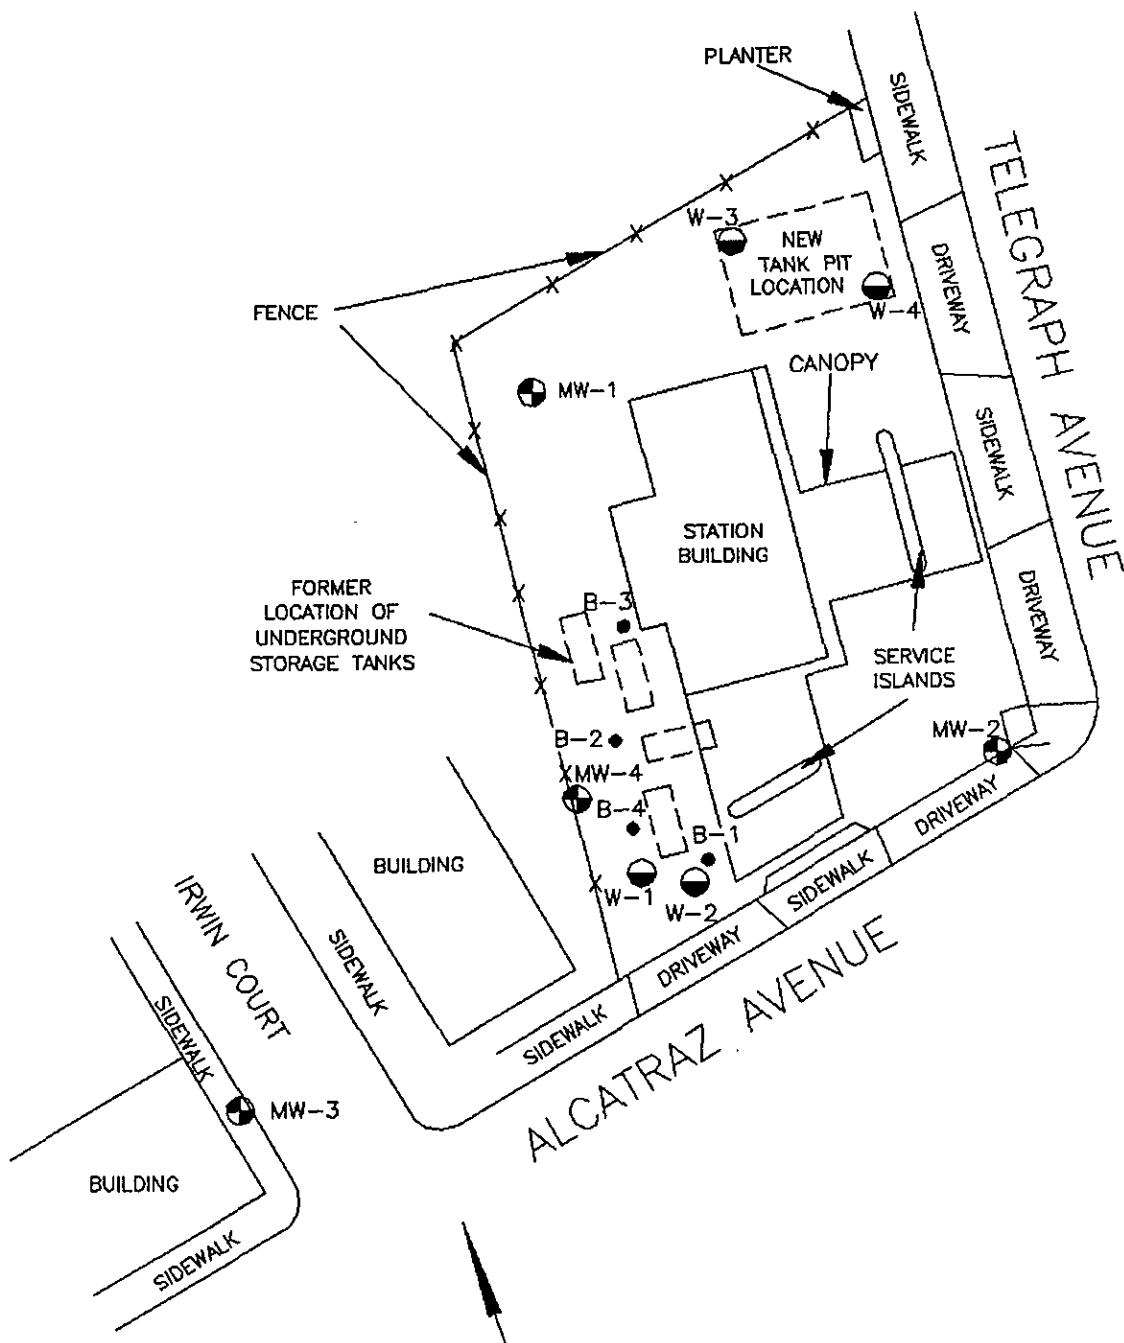 PLANTER
SIDEWALK
TELEGRAPH AVENUE
W-3
NEW
TANK PIT
LOCATION
DRIVEWAY
W-4
FENCE
CANOPY
MW-1
SIDEWALK
STATION
BUILDING
FORMER
LOCATION OF
UNDERGROUND
STORAGE TANKS
B-3
DRIVEWAY
SERVICE
ISLANDS
B-2
MW-2
MW-4
B-4
B-1
DRIVEWAY
BUILDING
W-1
W-2
SIDEWALK
IRWIN COURT
SIDEWALK
DRIVEWAY
ALCATRAZ AVENUE
SIDEWALK
SIDEWALK
MW-3
BUILDING
SIDEWALK